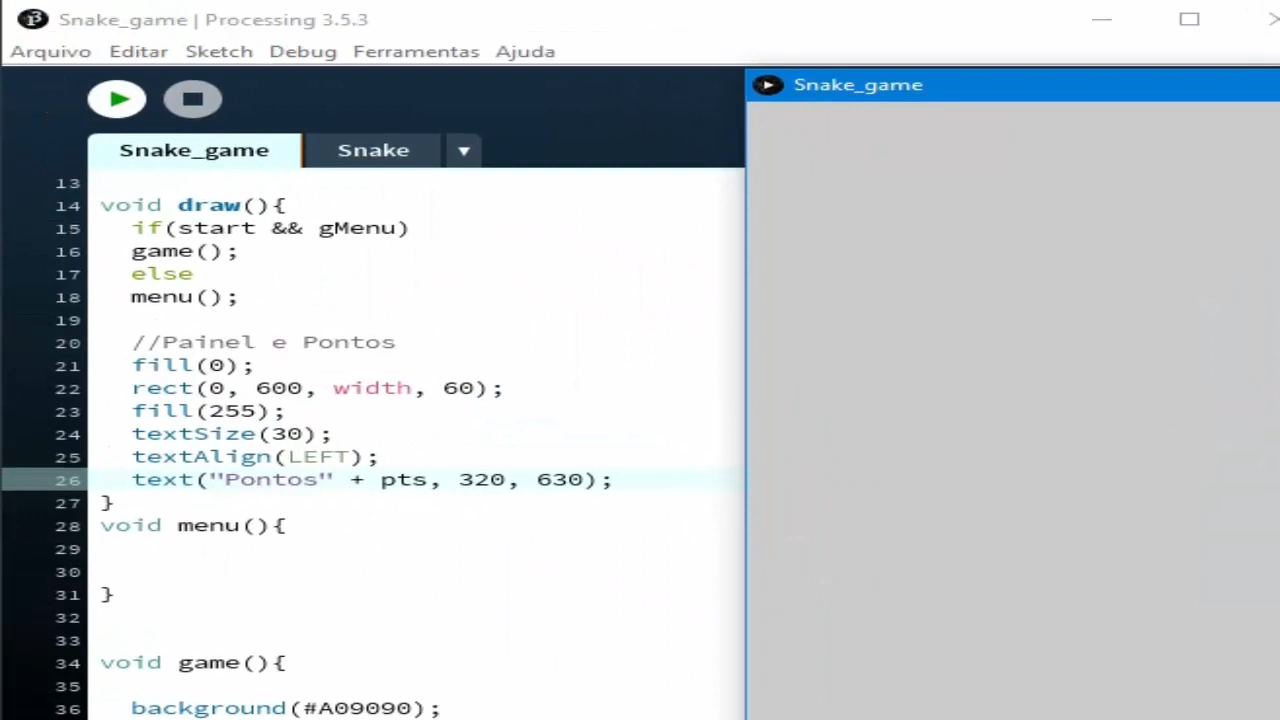 Snake_game | Processing 3.5.3
Arquivo Editar Sketch Debug Ferramentas Ajuda
Snake_game
Snake_game Snake
13
14 void draw(){
15 if(start && gMenu)
16 game();
17 else
18 menu();
19
20 //Painel e Pontos
21 fill(0);
22 rect(0, 600, width, 60);
23 fill(255);
24 textSize(30);
25 textAlign(LEFT);
26 text("Pontos" + pts, 320, 630);
27 }
28 void menu(){
29
30
31 }
32
33
34 void game(){
35
36 background(#A09090);